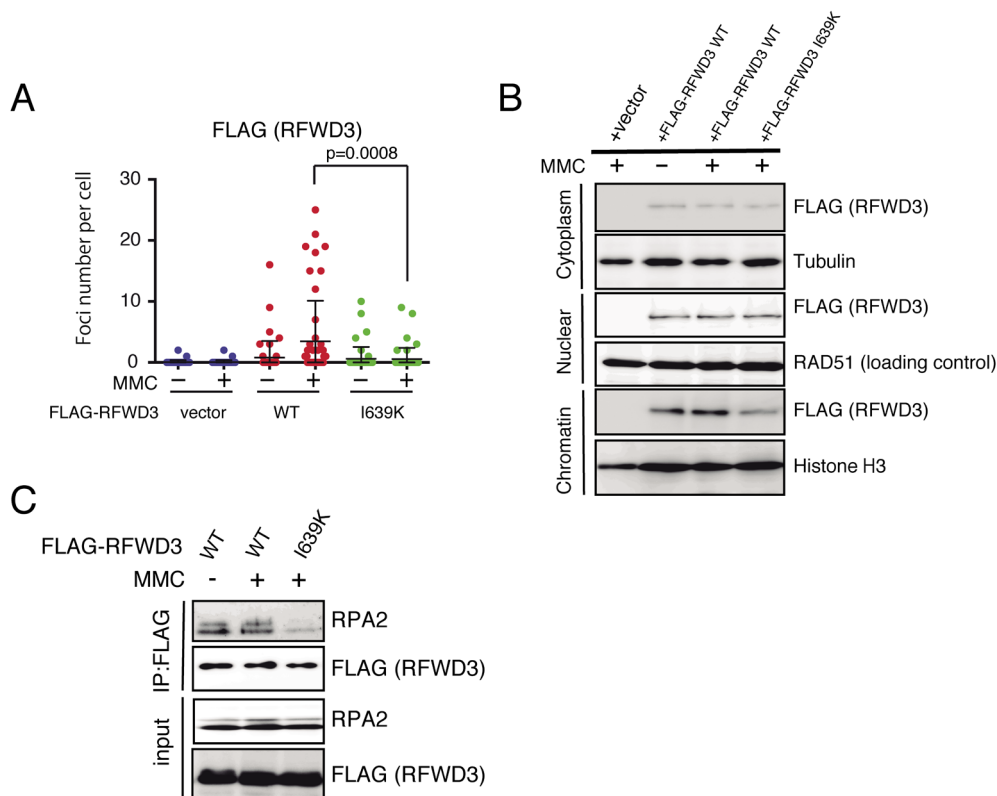 A
FLAG (RFWD3)
p=0.0008
Foci number per cell
30
20
10
0
MMC − + − + − +
FLAG-RFWD3 vector WT I639K
B
+vector
+FLAG-RFWD3 WT
+FLAG-RFWD3 WT
+FLAG-RFWD3 I639K
MMC + − + +
Cytoplasm
FLAG (RFWD3)
Tubulin
Nuclear
FLAG (RFWD3)
RAD51 (loading control)
Chromatin
FLAG (RFWD3)
Histone H3
C
FLAG-RFWD3 WT WT I639K
MMC - + +
IP:FLAG
RPA2
FLAG (RFWD3)
input
RPA2
FLAG (RFWD3)